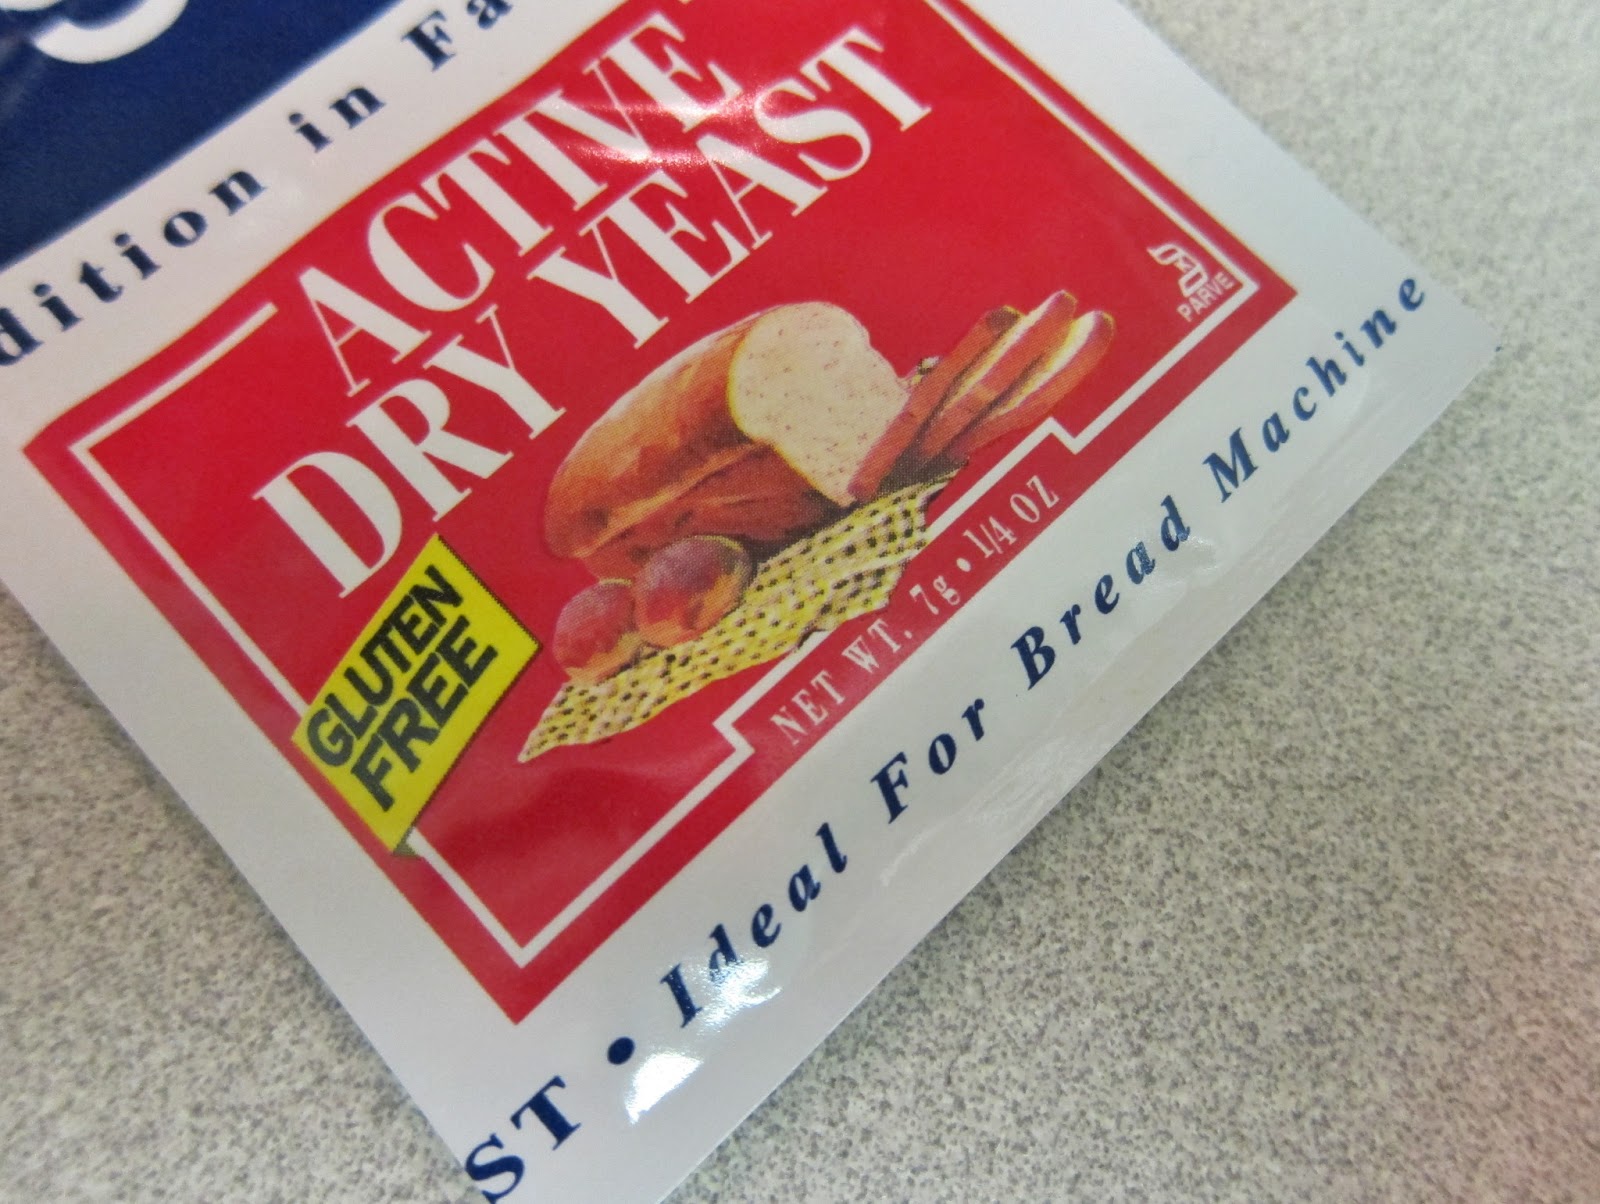 dition in Fa
ACTIVE
DRY YEAST
GLUTEN
FREE
K
PARVE
NET WT. 7g • 1/4 OZ
ST • Ideal For Bread Machine